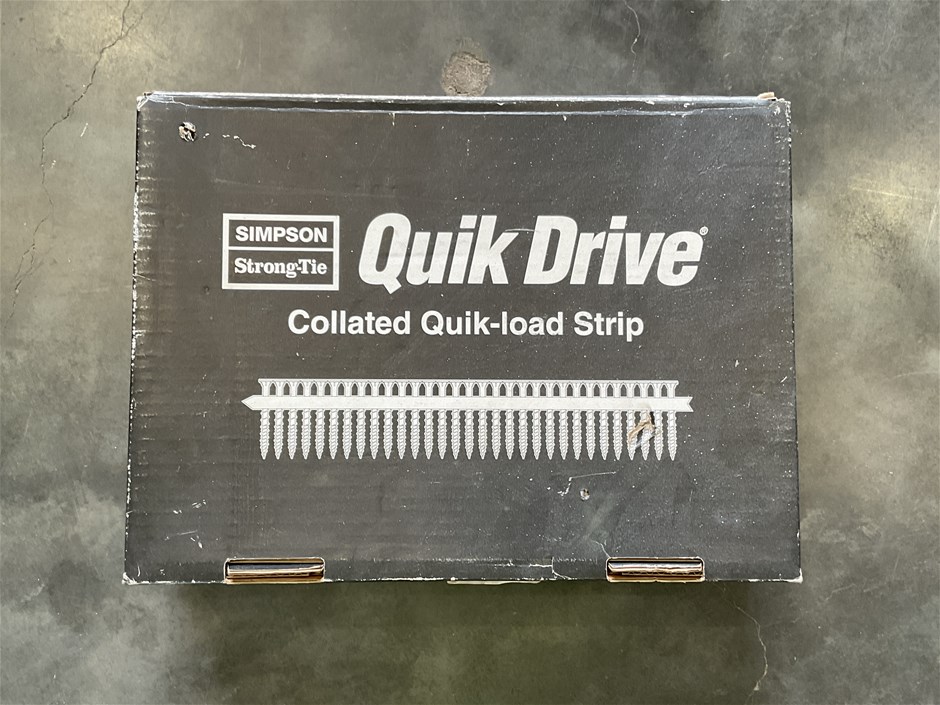 SIMPSON
Strong-Tie
Quik Drive®
Collated Quik-load Strip